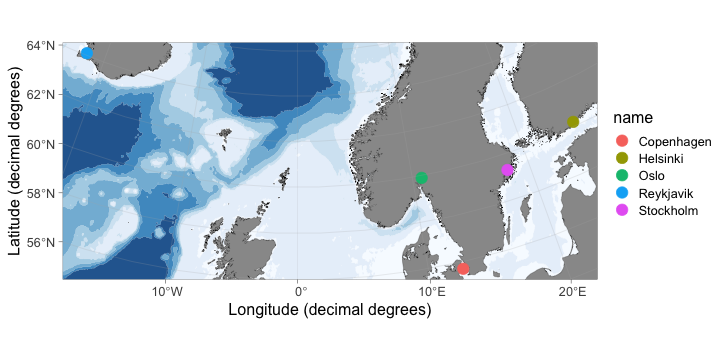 64°N
62°N
60°N
58°N
56°N
Latitude (decimal degrees)
10°W
0°
10°E
20°E
Longitude (decimal degrees)
name
Copenhagen
Helsinki
Oslo
Reykjavik
Stockholm